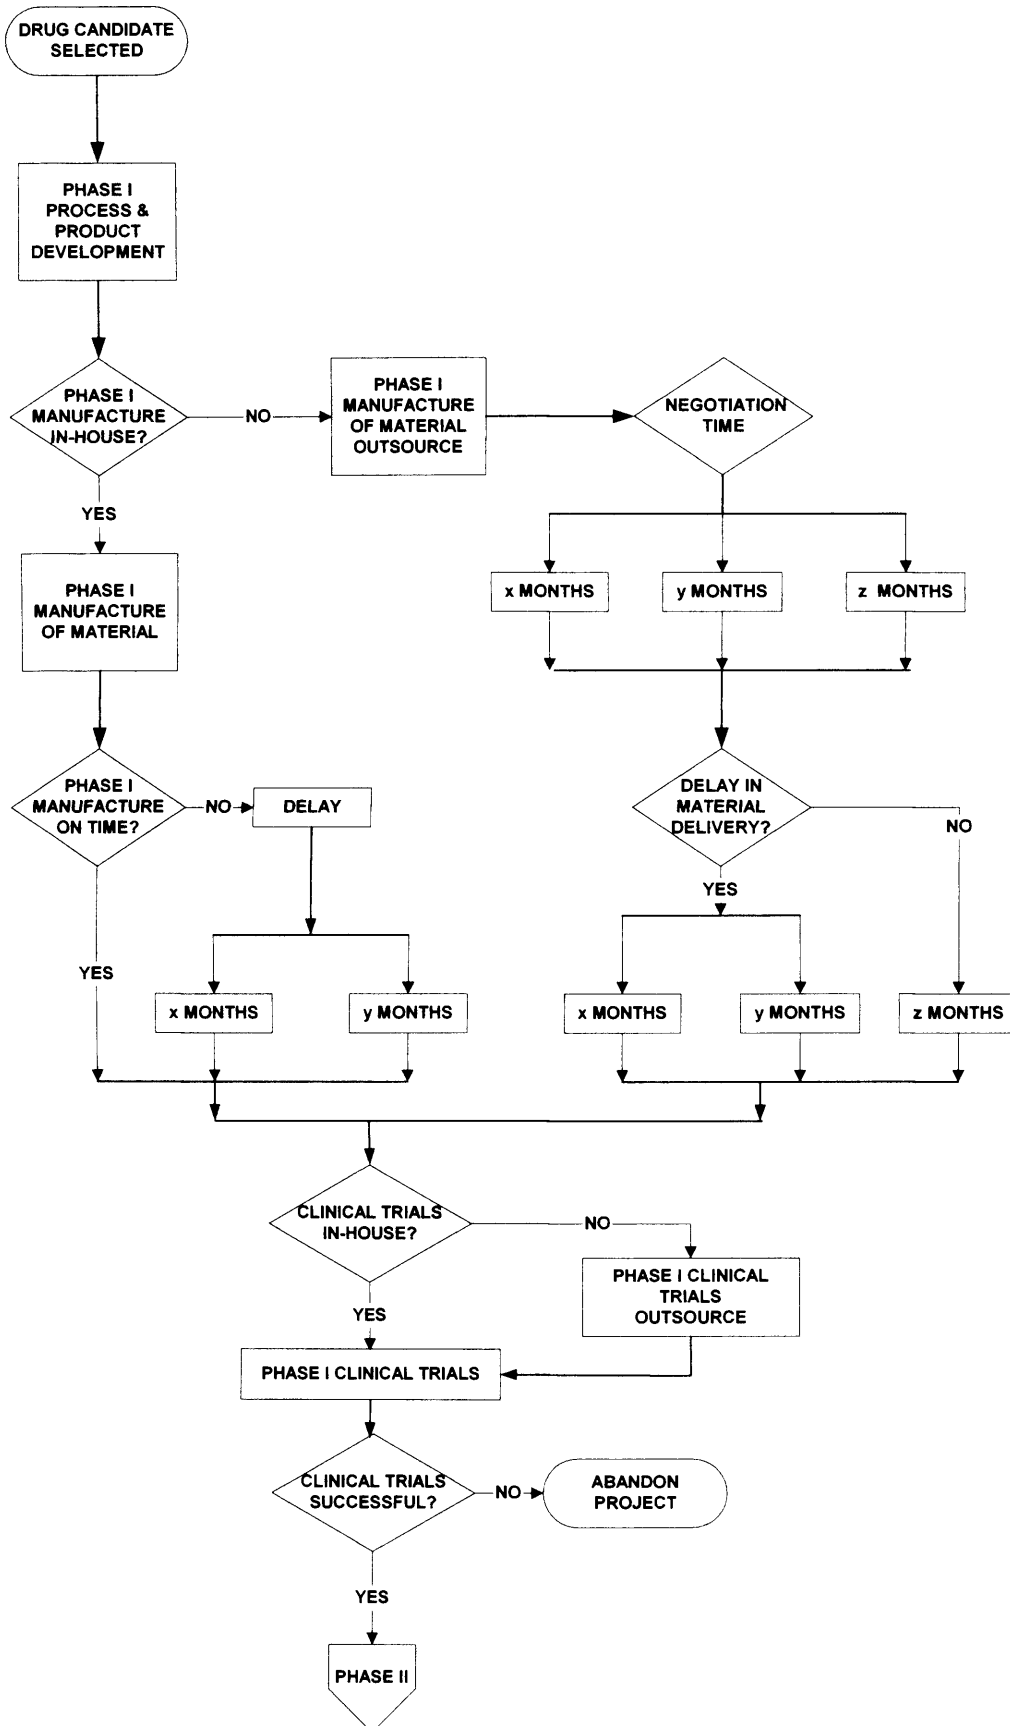 DRUG CANDIDATE
SELECTED
PHASE I
PROCESS &
PRODUCT
DEVELOPMENT
PHASE I
MANUFACTURE
IN-HOUSE?
NO
PHASE I
MANUFACTURE
OF MATERIAL
OUTSOURCE
NEGOTIATION
TIME
YES
x MONTHS
y MONTHS
z MONTHS
PHASE I
MANUFACTURE
OF MATERIAL
PHASE I
MANUFACTURE
ON TIME?
NO
DELAY
DELAY IN
MATERIAL
DELIVERY?
NO
YES
YES
x MONTHS
y MONTHS
x MONTHS
y MONTHS
z MONTHS
CLINICAL TRIALS
IN-HOUSE?
NO
PHASE I CLINICAL
TRIALS
OUTSOURCE
YES
PHASE I CLINICAL TRIALS
CLINICAL TRIALS
SUCCESSFUL?
NO
ABANDON
PROJECT
YES
PHASE II